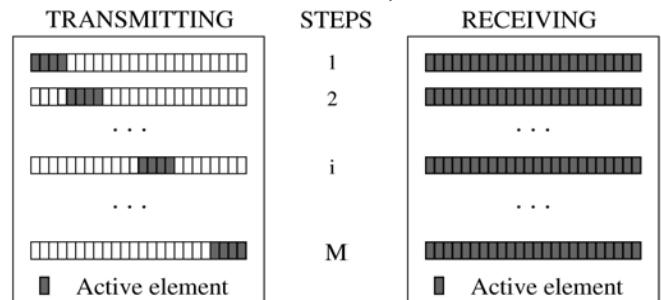 TRANSMITTING STEPS RECEIVING
1
2
. . . . . .
i
. . . . . .
M
Active element Active element